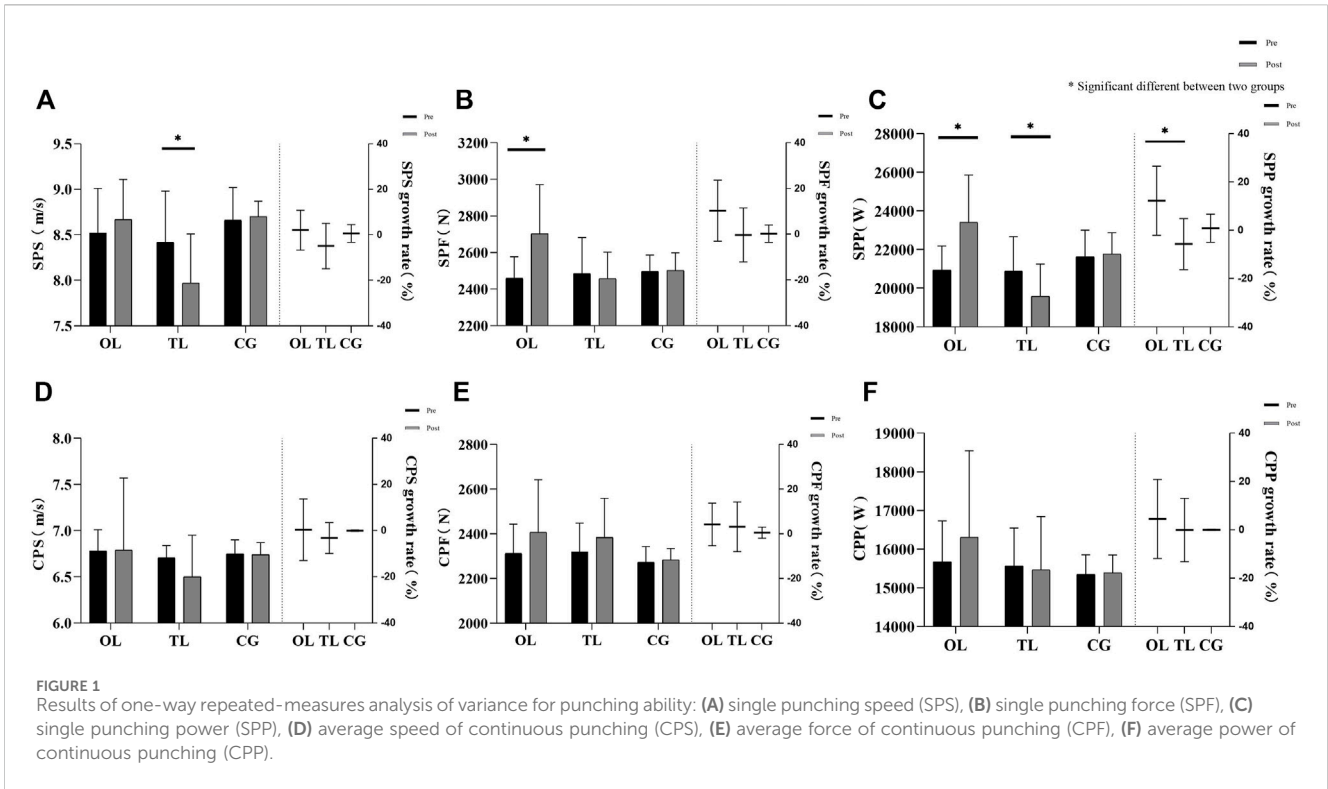 Pre
Post
* Significant different between two groups
A
Pre
Post
*
9.5
9.0
8.5
8.0
7.5
SPS (m/s)
OL TL CG
OL TL CG
40
20
0
-20
-40
SPS growth rate( %)
B
Pre
Post
*
3200
3000
2800
2600
2400
2200
SPF( N)
OL TL CG
OL TL CG
40
20
0
-20
-40
SPF growth rate( %)
C
Pre
Post
* * *
28000
26000
24000
22000
20000
18000
SPP( W)
OL TL CG
OL TL CG
40
20
0
-20
-40
SPP growth rate( %)
D
Pre
Post
8.0
7.5
7.0
6.5
6.0
CPS (m/s)
OL TL CG
OL TL CG
40
20
0
-20
-40
CPS growth rate( %)
E
Pre
Post
2800
2600
2400
2200
2000
CPF( N)
OL TL CG
OL TL CG
40
20
0
-20
-40
CPF growth rate( %)
F
Pre
Post
19000
18000
17000
16000
15000
14000
CPP( W)
OL TL CG
OL TL CG
40
20
0
-20
-40
CPP growth rate( %)
FIGURE 1
Results of one-way repeated-measures analysis of variance for punching ability: (A) single punching speed (SPS), (B) single punching force (SPF), (C)
single punching power (SPP), (D) average speed of continuous punching (CPS), (E) average force of continuous punching (CPF), (F) average power of
continuous punching (CPP).